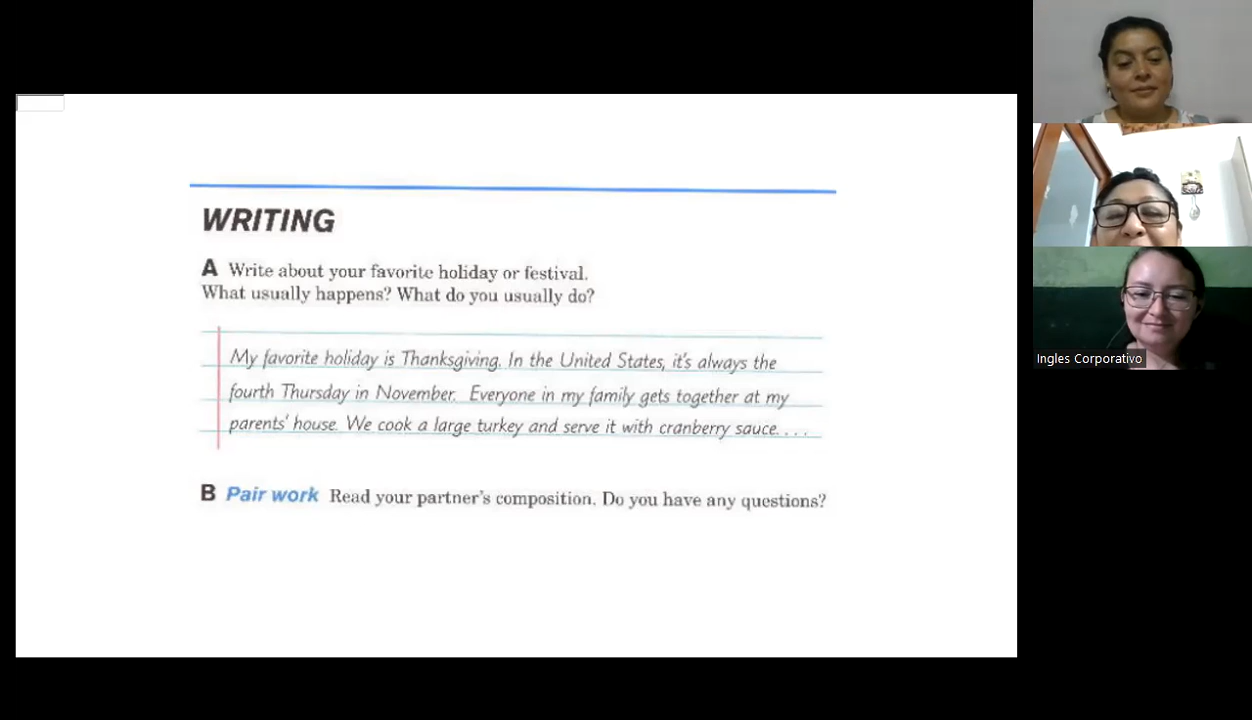 WRITING
A Write about your favorite holiday or festival.
What usually happens? What do you usually do?
My favorite holiday is Thanksgiving. In the United States, it's always the
fourth Thursday in November. Everyone in my family gets together at my
parents' house. We cook a large turkey and serve it with cranberry sauce. . . .
B Pair work Read your partner's composition. Do you have any questions?
Ingles Corporativo